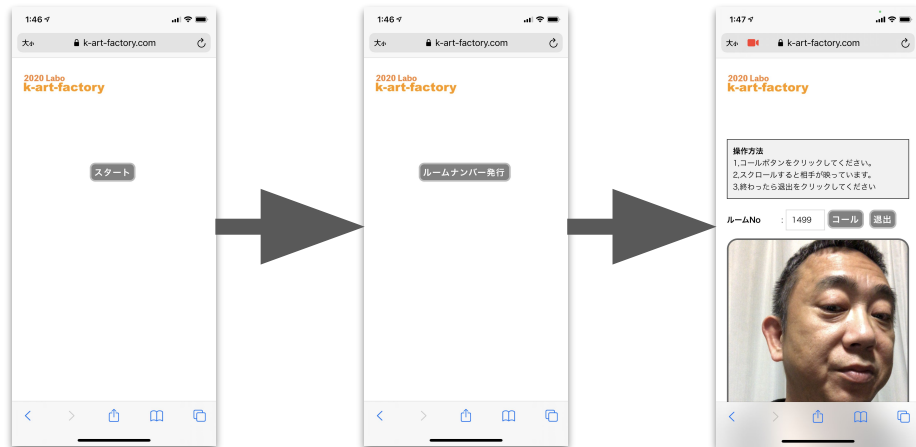 1:46
大小 k-art-factory.com
2020 Labo
k-art-factory
スタート
1:46
大小 k-art-factory.com
2020 Labo
k-art-factory
ルームナンバー発行
1:47
大小 k-art-factory.com
2020 Labo
k-art-factory
操作方法
1,コールボタンをクリックしてください。
2,スクロールすると相手が映っています。
3,終わったら退出をクリックしてください
ルームNo : 1499 コール 退出